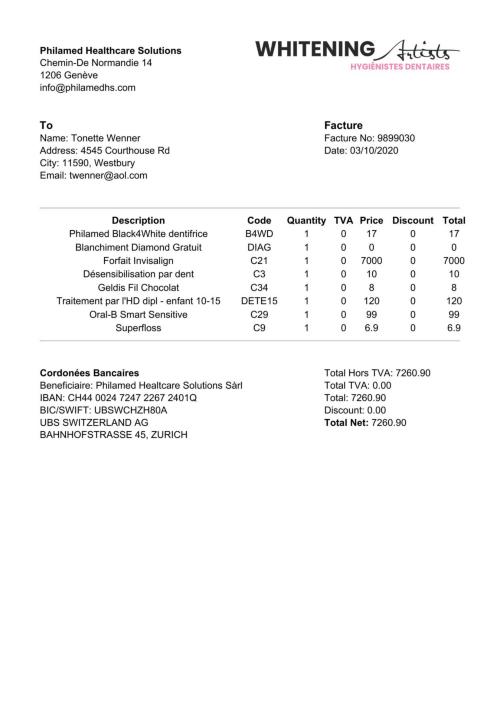 Philamed Healthcare Solutions
Chemin-De Normandie 14
1206 Genève
info@philamedhs.com
WHITENING Artists
HYGIÉNISTES DENTAIRES
To
Name: Tonette Wenner
Address: 4545 Courthouse Rd
City: 11590, Westbury
Email: twenner@aol.com
Facture
Facture No: 9899030
Date: 03/10/2020
Description Code Quantity TVA Price Discount Total
Philamed Black4White dentifrice B4WD 1 0 17 0 17
Blanchiment Diamond Gratuit DIAG 1 0 0 0 0
Forfait Invisalign C21 1 0 7000 0 7000
Désensibilisation par dent C3 1 0 10 0 10
Geldis Fil Chocolat C34 1 0 8 0 8
Traitement par l'HD dipl - enfant 10-15 DETE15 1 0 120 0 120
Oral-B Smart Sensitive C29 1 0 99 0 99
Superfloss C9 1 0 6.9 0 6.9
Cordonées Bancaires
Beneficiaire: Philamed Healtcare Solutions Sàrl
IBAN: CH44 0024 7247 2267 2401Q
BIC/SWIFT: UBSWCHZH80A
UBS SWITZERLAND AG
BAHNHOFSTRASSE 45, ZURICH
Total Hors TVA: 7260.90
Total TVA: 0.00
Total: 7260.90
Discount: 0.00
Total Net: 7260.90